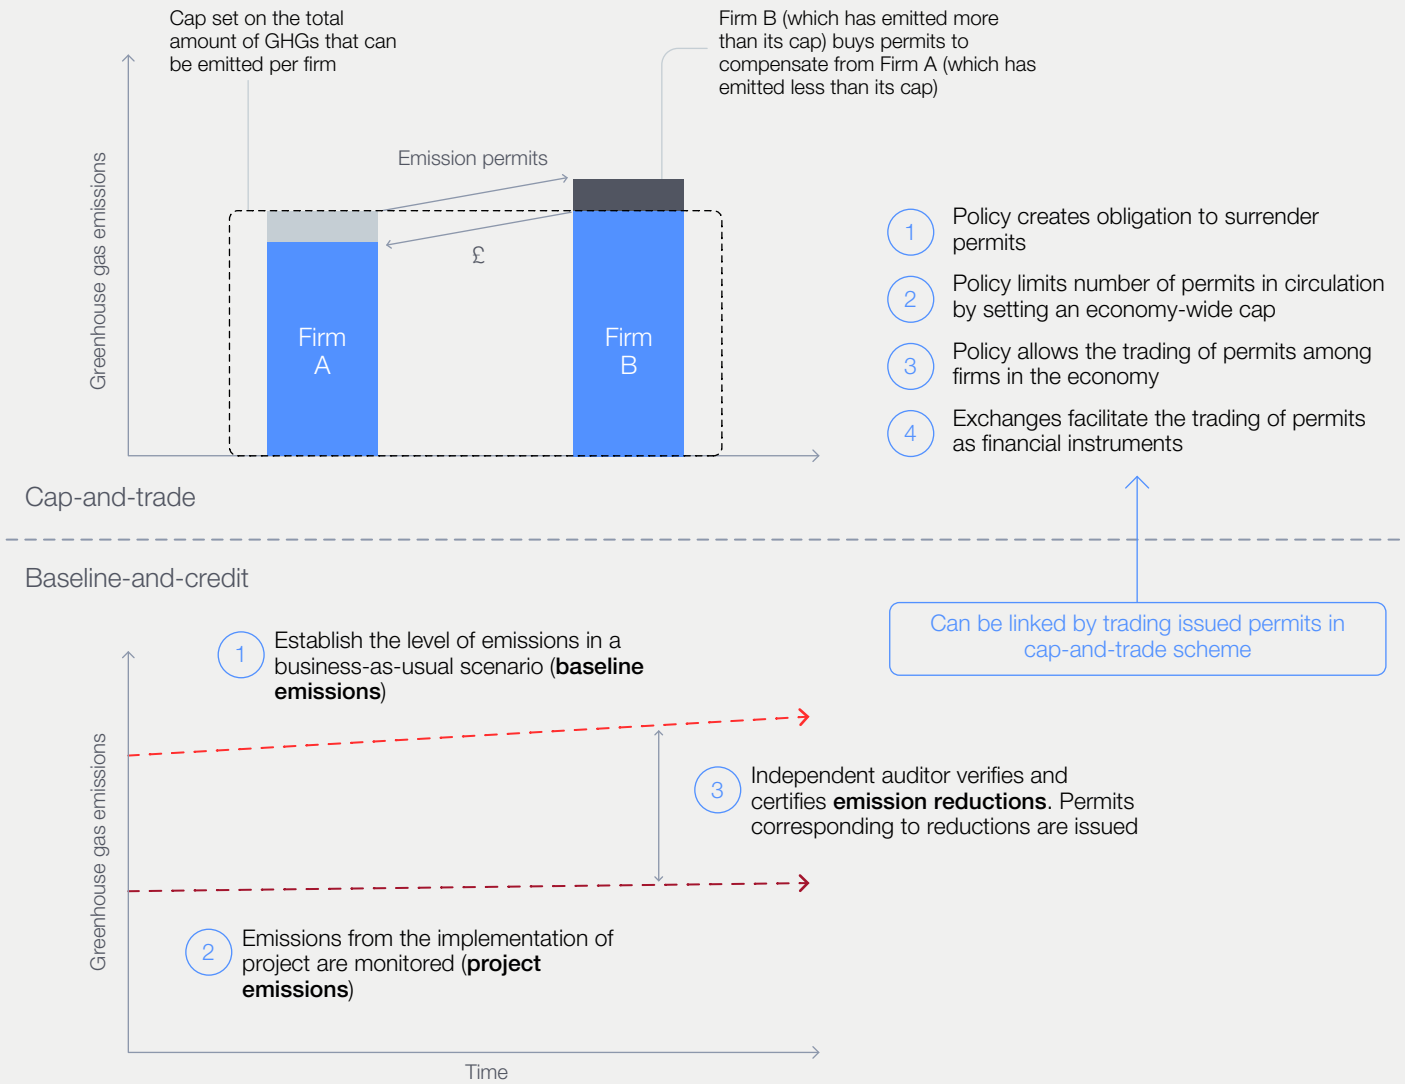 Cap set on the total
amount of GHGs that can
be emitted per firm
Firm B (which has emitted more
than its cap) buys permits to
compensate from Firm A (which has
emitted less than its cap)
Greenhouse gas emissions
Emission permits
£
Firm
A
Firm
B
1
Policy creates obligation to surrender
permits
2
Policy limits number of permits in circulation
by setting an economy-wide cap
3
Policy allows the trading of permits among
firms in the economy
4
Exchanges facilitate the trading of permits
as financial instruments
Cap-and-trade
Baseline-and-credit
Can be linked by trading issued permits in
cap-and-trade scheme
1
Establish the level of emissions in a
business-as-usual scenario (baseline
emissions)
Greenhouse gas emissions
3
Independent auditor verifies and
certifies emission reductions. Permits
corresponding to reductions are issued
2
Emissions from the implementation of
project are monitored (project
emissions)
Time